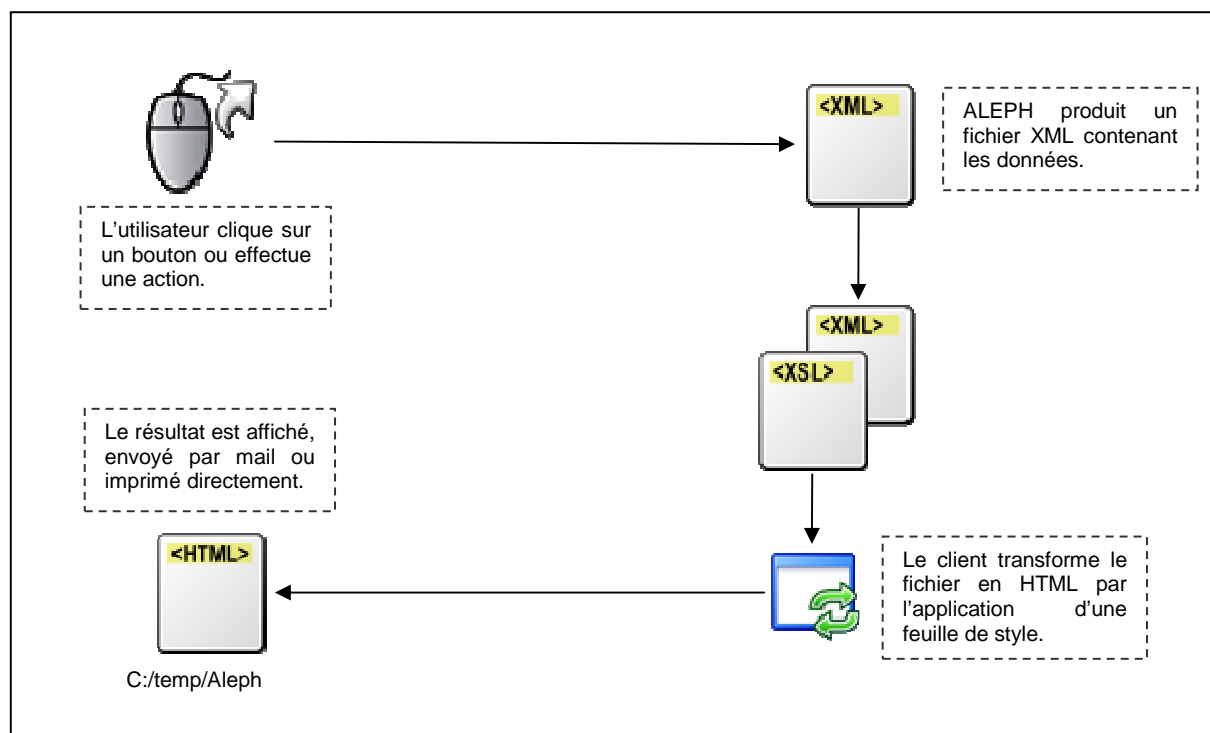 <XML>
ALEPH produit un
fichier XML contenant
les données.
L’utilisateur clique sur
un bouton ou effectue
une action.
<XML>
<XSL>
Le résultat est affiché,
envoyé par mail ou
imprimé directement.
<HTML>
Le client transforme le
fichier en HTML par
l’application d’une
feuille de style.
C:/temp/Aleph